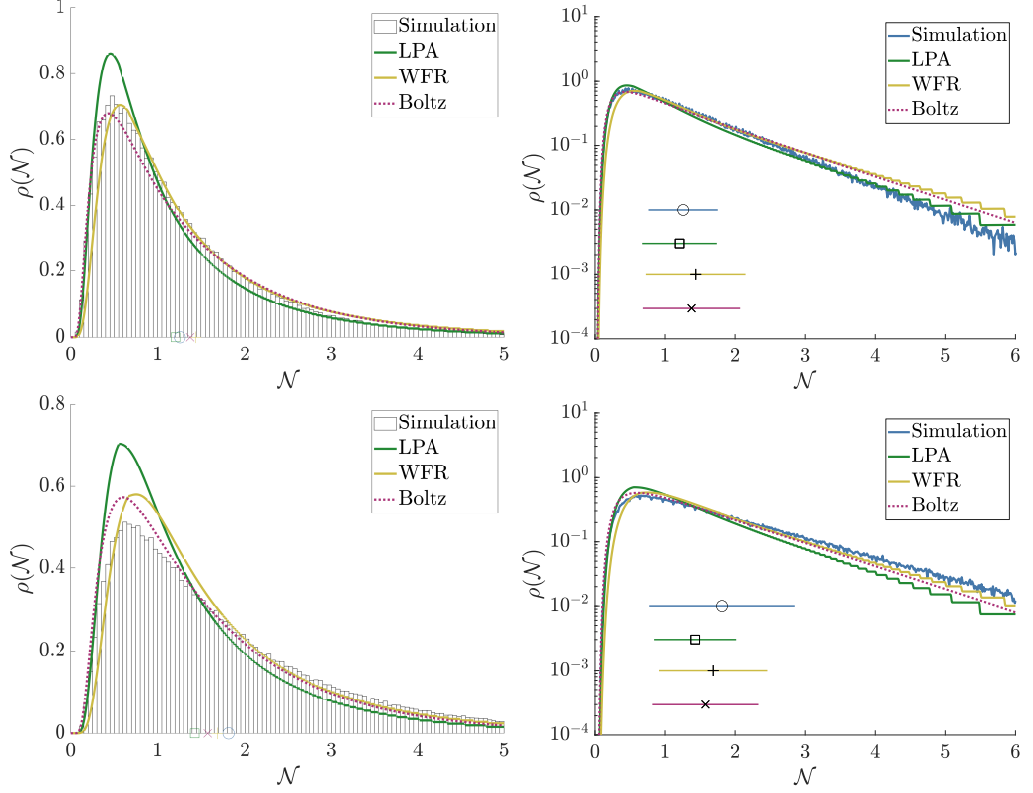 1
0.8
0.6
0.4
0.2
0
ρ(𝒩)
0 1 2 3 4 5
𝒩
Simulation
LPA
WFR
Boltz
10^1
10^0
10^-1
10^-2
10^-3
10^-4
ρ(𝒩)
0 1 2 3 4 5 6
𝒩
Simulation
LPA
WFR
Boltz
0.8
0.6
0.4
0.2
0
ρ(𝒩)
0 1 2 3 4 5
𝒩
Simulation
LPA
WFR
Boltz
10^1
10^0
10^-1
10^-2
10^-3
10^-4
ρ(𝒩)
0 1 2 3 4 5 6
𝒩
Simulation
LPA
WFR
Boltz